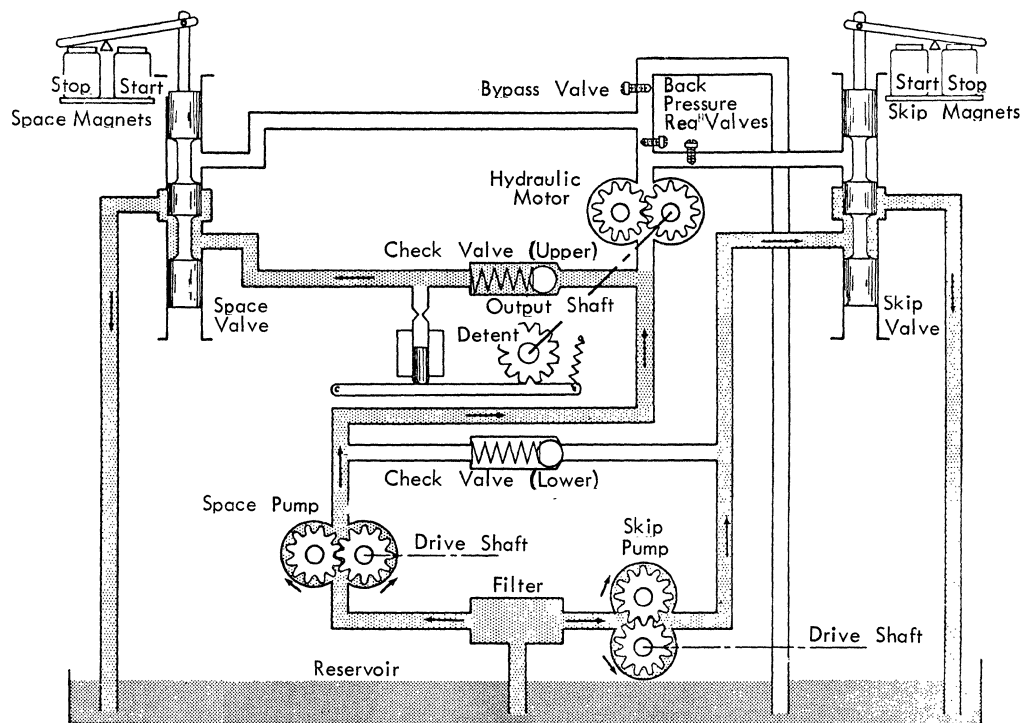 Stop Start
Space Magnets
Bypass Valve
Back
Pressure
Reg Valves
Start Stop
Skip Magnets
Hydraulic
Motor
Check Valve (Upper)
Output Shaft
Space
Valve
Skip
Valve
Detent
Check Valve (Lower)
Space Pump
Drive Shaft
Skip
Pump
Filter
Drive Shaft
Reservoir